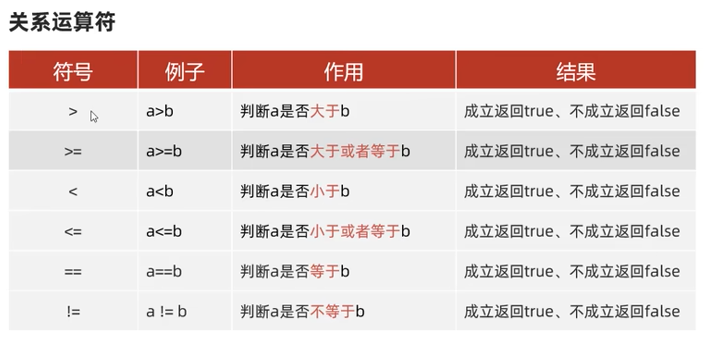 关系运算符
符号 例子 作用 结果
> a>b 判断a是否大于b 成立返回true、不成立返回false
>= a>=b 判断a是否大于或者等于b 成立返回true、不成立返回false
< a<b 判断a是否小于b 成立返回true、不成立返回false
<= a<=b 判断a是否小于或者等于b 成立返回true、不成立返回false
== a==b 判断a是否等于b 成立返回true、不成立返回false
!= a != b 判断a是否不等于b 成立返回true、不成立返回false